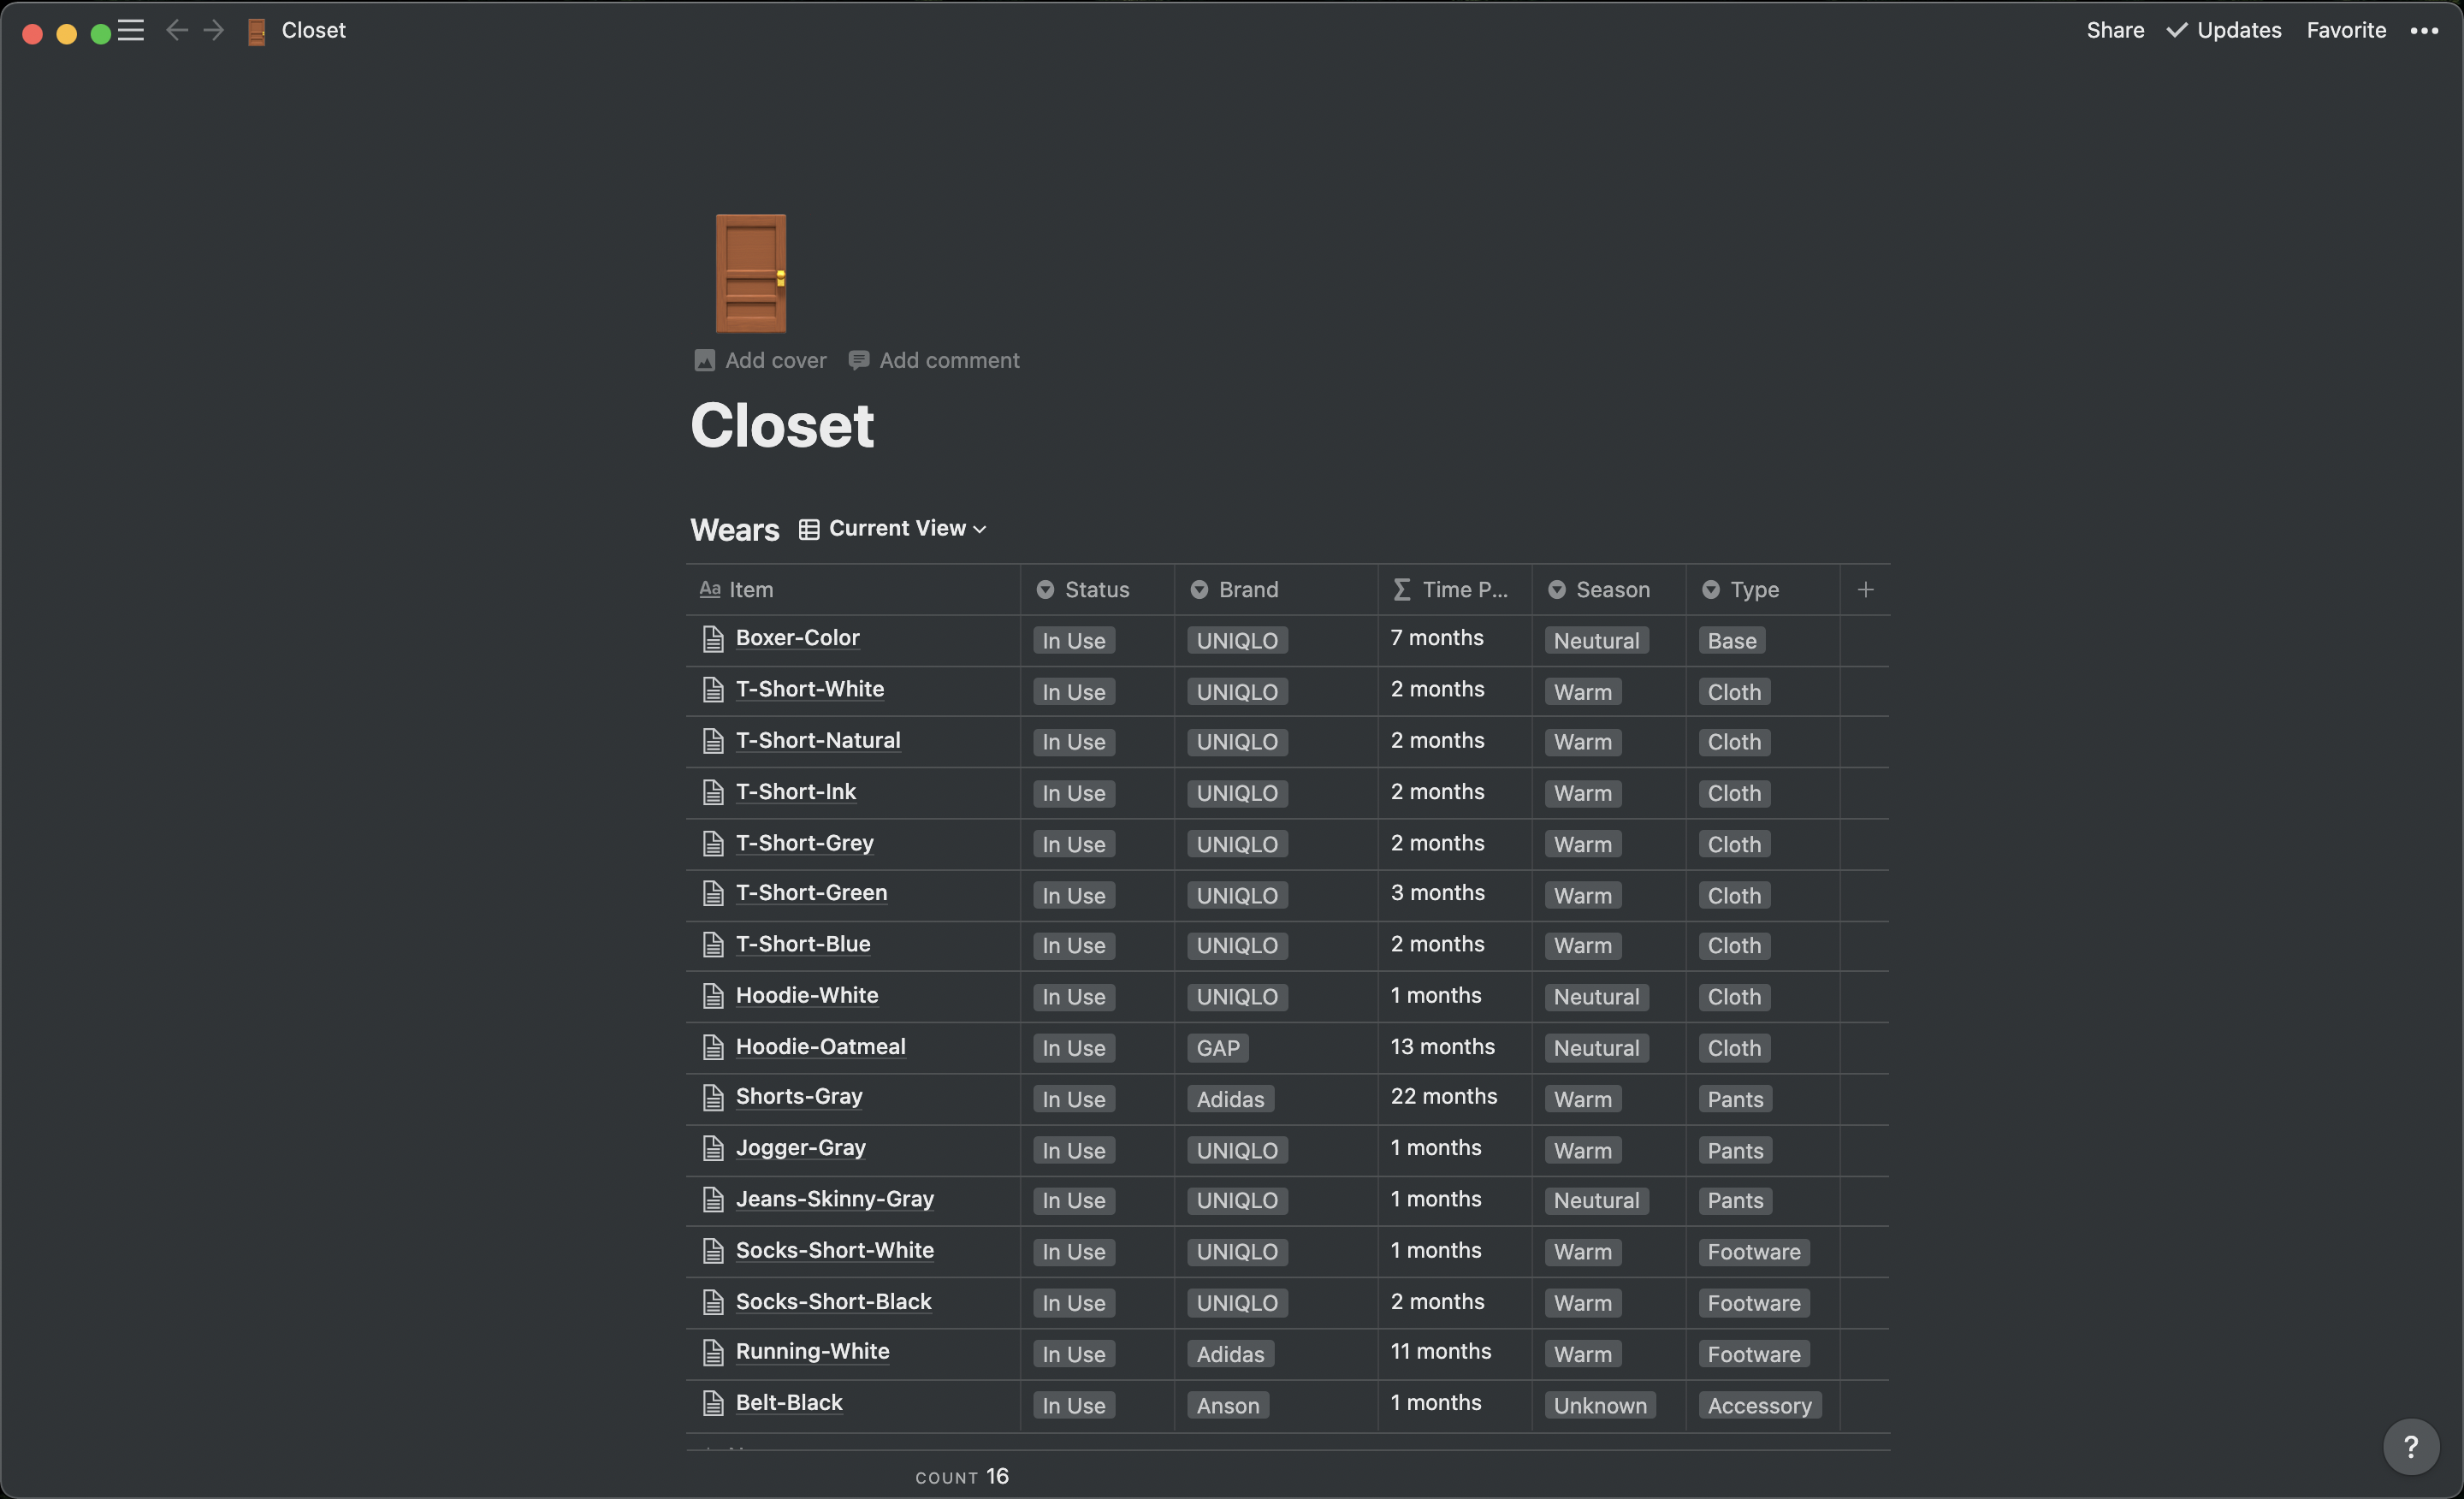 Closet
Share Updates Favorite
Add cover Add comment
Closet
Wears Current View
Aa Item Status Brand Time P... Season Type
Boxer-Color In Use UNIQLO 7 months Neutural Base
T-Short-White In Use UNIQLO 2 months Warm Cloth
T-Short-Natural In Use UNIQLO 2 months Warm Cloth
T-Short-Ink In Use UNIQLO 2 months Warm Cloth
T-Short-Grey In Use UNIQLO 2 months Warm Cloth
T-Short-Green In Use UNIQLO 3 months Warm Cloth
T-Short-Blue In Use UNIQLO 2 months Warm Cloth
Hoodie-White In Use UNIQLO 1 months Neutural Cloth
Hoodie-Oatmeal In Use GAP 13 months Neutural Cloth
Shorts-Gray In Use Adidas 22 months Warm Pants
Jogger-Gray In Use UNIQLO 1 months Warm Pants
Jeans-Skinny-Gray In Use UNIQLO 1 months Neutural Pants
Socks-Short-White In Use UNIQLO 1 months Warm Footware
Socks-Short-Black In Use UNIQLO 2 months Warm Footware
Running-White In Use Adidas 11 months Warm Footware
Belt-Black In Use Anson 1 months Unknown Accessory
COUNT 16
?